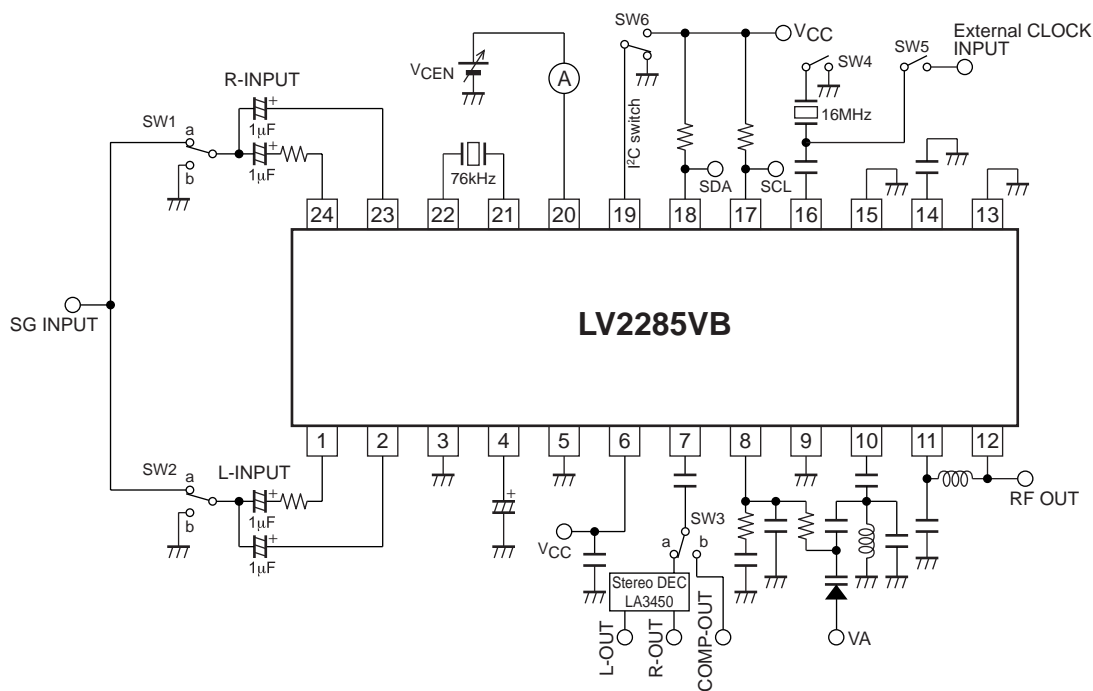 SW6
VCC
External CLOCK
INPUT
SW5
SW4
VCEN
A
R-INPUT
+
1μF
SW1
a
b
+
1μF
76kHz
I²C switch
16MHz
SDA
SCL
24
23
22
21
20
19
18
17
16
15
14
13
SG INPUT
LV2285VB
1
2
3
4
5
6
7
8
9
10
11
12
SW2
a
b
L-INPUT
+
1μF
+
1μF
+
RF OUT
VCC
SW3
a
b
Stereo DEC
LA3450
L-OUT
R-OUT
COMP-OUT
VA